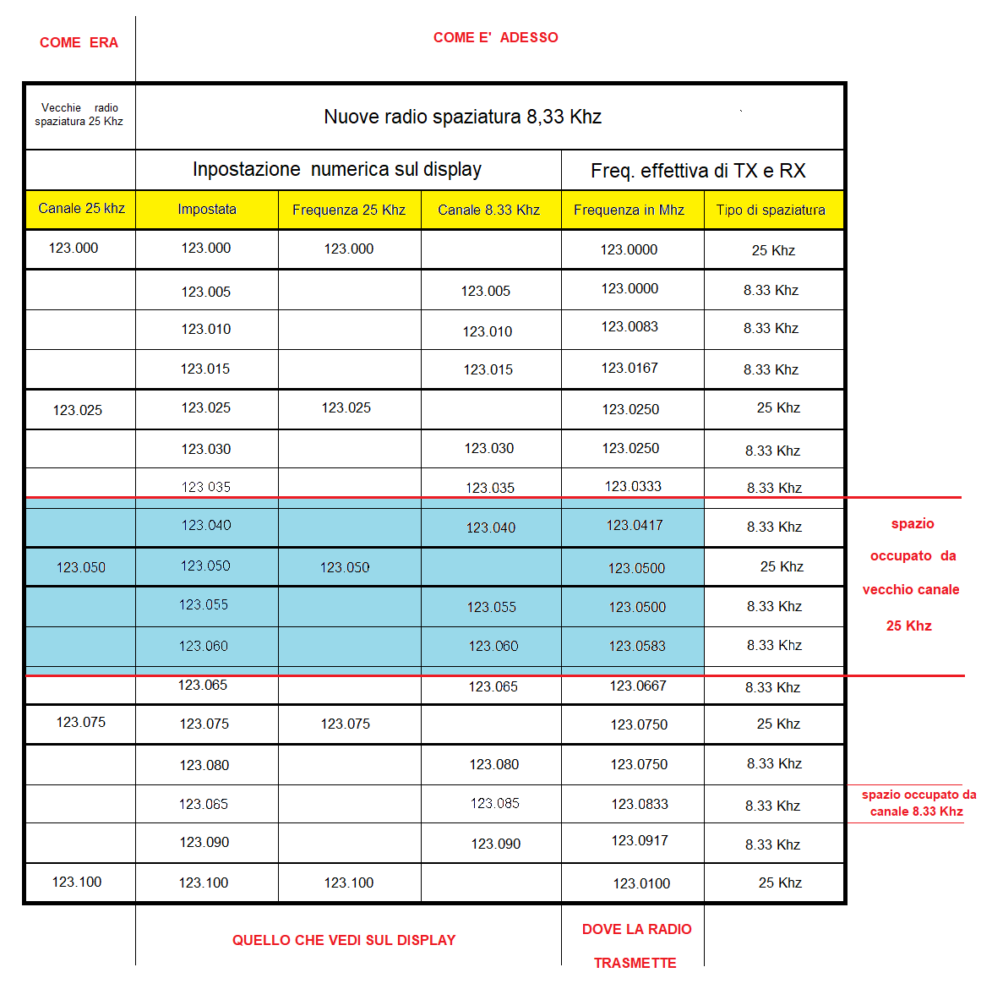 COME ERA
COME E' ADESSO
Vecchie radio
spaziatura 25 Khz
Nuove radio spaziatura 8,33 Khz
Inpostazione numerica sul display
Freq. effettiva di TX e RX
Canale 25 khz Impostata Frequenza 25 Khz Canale 8.33 Khz Frequenza in Mhz Tipo di spaziatura
123.000 123.000 123.000 123.0000 25 Khz
123.005 123.005 123.0000 8.33 Khz
123.010 123.010 123.0083 8.33 Khz
123.015 123.015 123.0167 8.33 Khz
123.025 123.025 123.025 123.0250 25 Khz
123.030 123.030 123.0250 8.33 Khz
123.035 123.035 123.0333 8.33 Khz
123.040 123.040 123.0417 8.33 Khz
123.050 123.050 123.050 123.0500 25 Khz
123.055 123.055 123.0500 8.33 Khz
123.060 123.060 123.0583 8.33 Khz
123.065 123.065 123.0667 8.33 Khz
123.075 123.075 123.075 123.0750 25 Khz
123.080 123.080 123.0750 8.33 Khz
123.085 123.085 123.0833 8.33 Khz
123.090 123.090 123.0917 8.33 Khz
123.100 123.100 123.100 123.0100 25 Khz
spazio
occupato da
vecchio canale
25 Khz
spazio occupato da
canale 8.33 Khz
QUELLO CHE VEDI SUL DISPLAY
DOVE LA RADIO
TRASMETTE